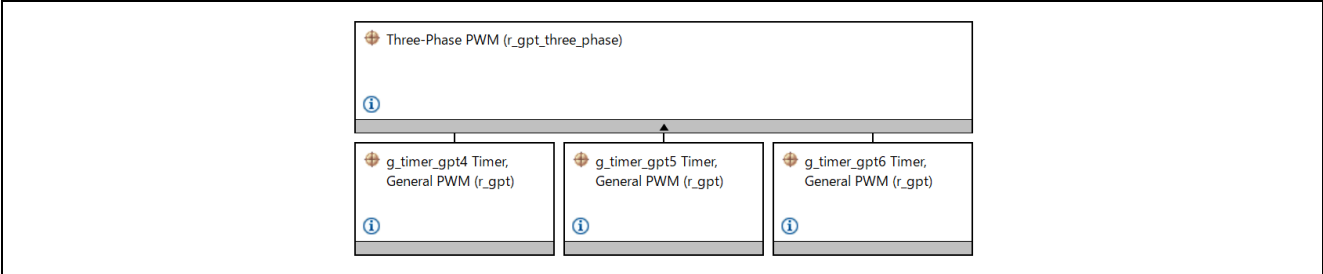 Three-Phase PWM (r_gpt_three_phase)
g_timer_gpt4 Timer,
General PWM (r_gpt)
g_timer_gpt5 Timer,
General PWM (r_gpt)
g_timer_gpt6 Timer,
General PWM (r_gpt)